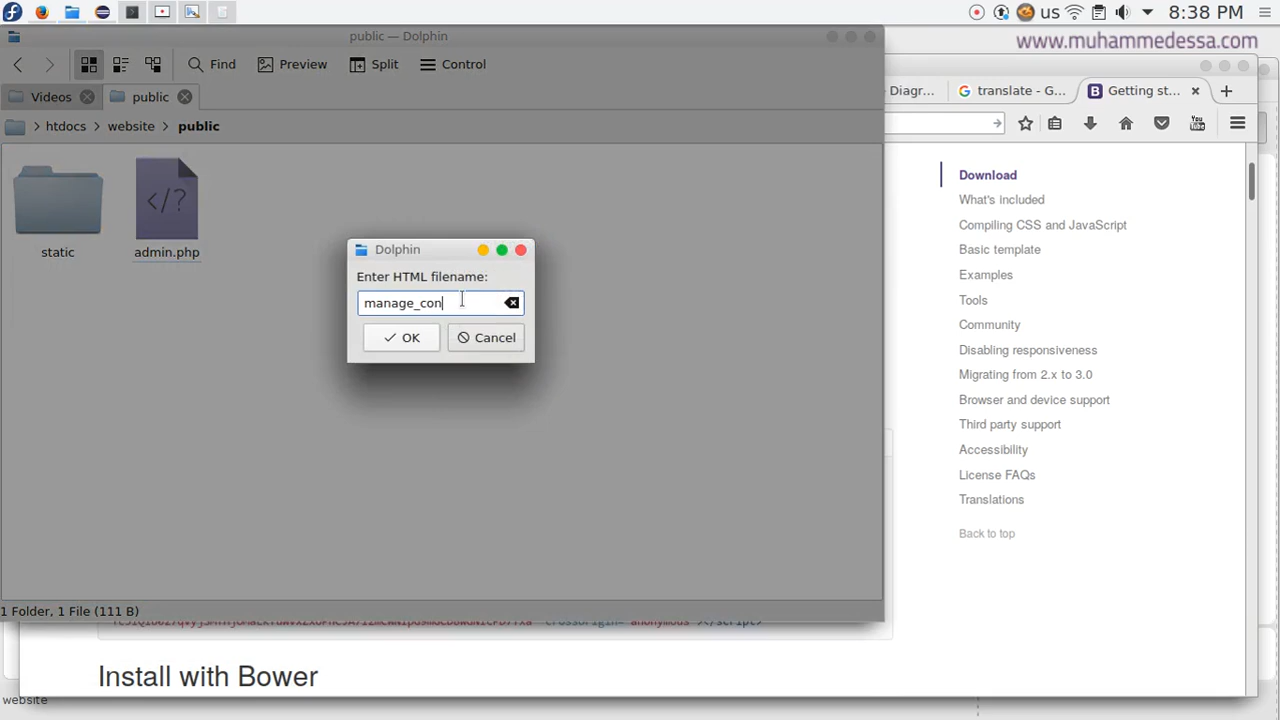 us 8:38 PM
www.muhammedessa.com
public — Dolphin
Find Preview Split Control
Videos public
htdocs website public
Diagr... translate - G... Getting st...
static
</?
admin.php
Dolphin
Enter HTML filename:
manage_con
OK Cancel
Download
What's included
Compiling CSS and JavaScript
Basic template
Examples
Tools
Community
Disabling responsiveness
Migrating from 2.x to 3.0
Browser and device support
Third party support
Accessibility
License FAQs
Translations
Back to top
1 Folder, 1 File (111 B)
crossorigin="anonymous"></script>
Install with Bower
website